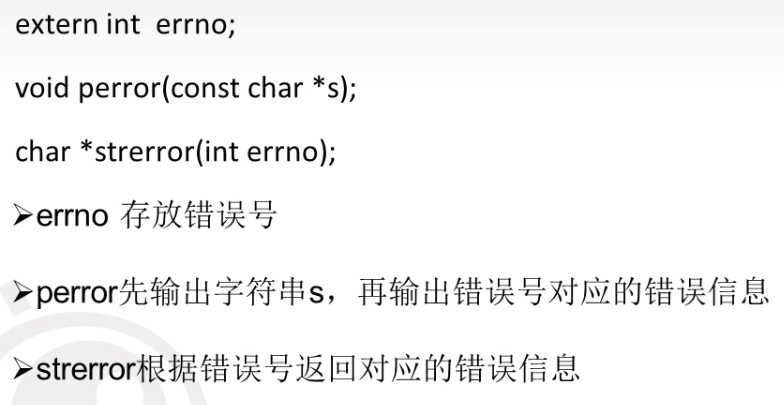 extern int  errno;
void perror(const char *s);
char *strerror(int errno);
➢errno 存放错误号
➢perror先输出字符串s，再输出错误号对应的错误信息
➢strerror根据错误号返回对应的错误信息